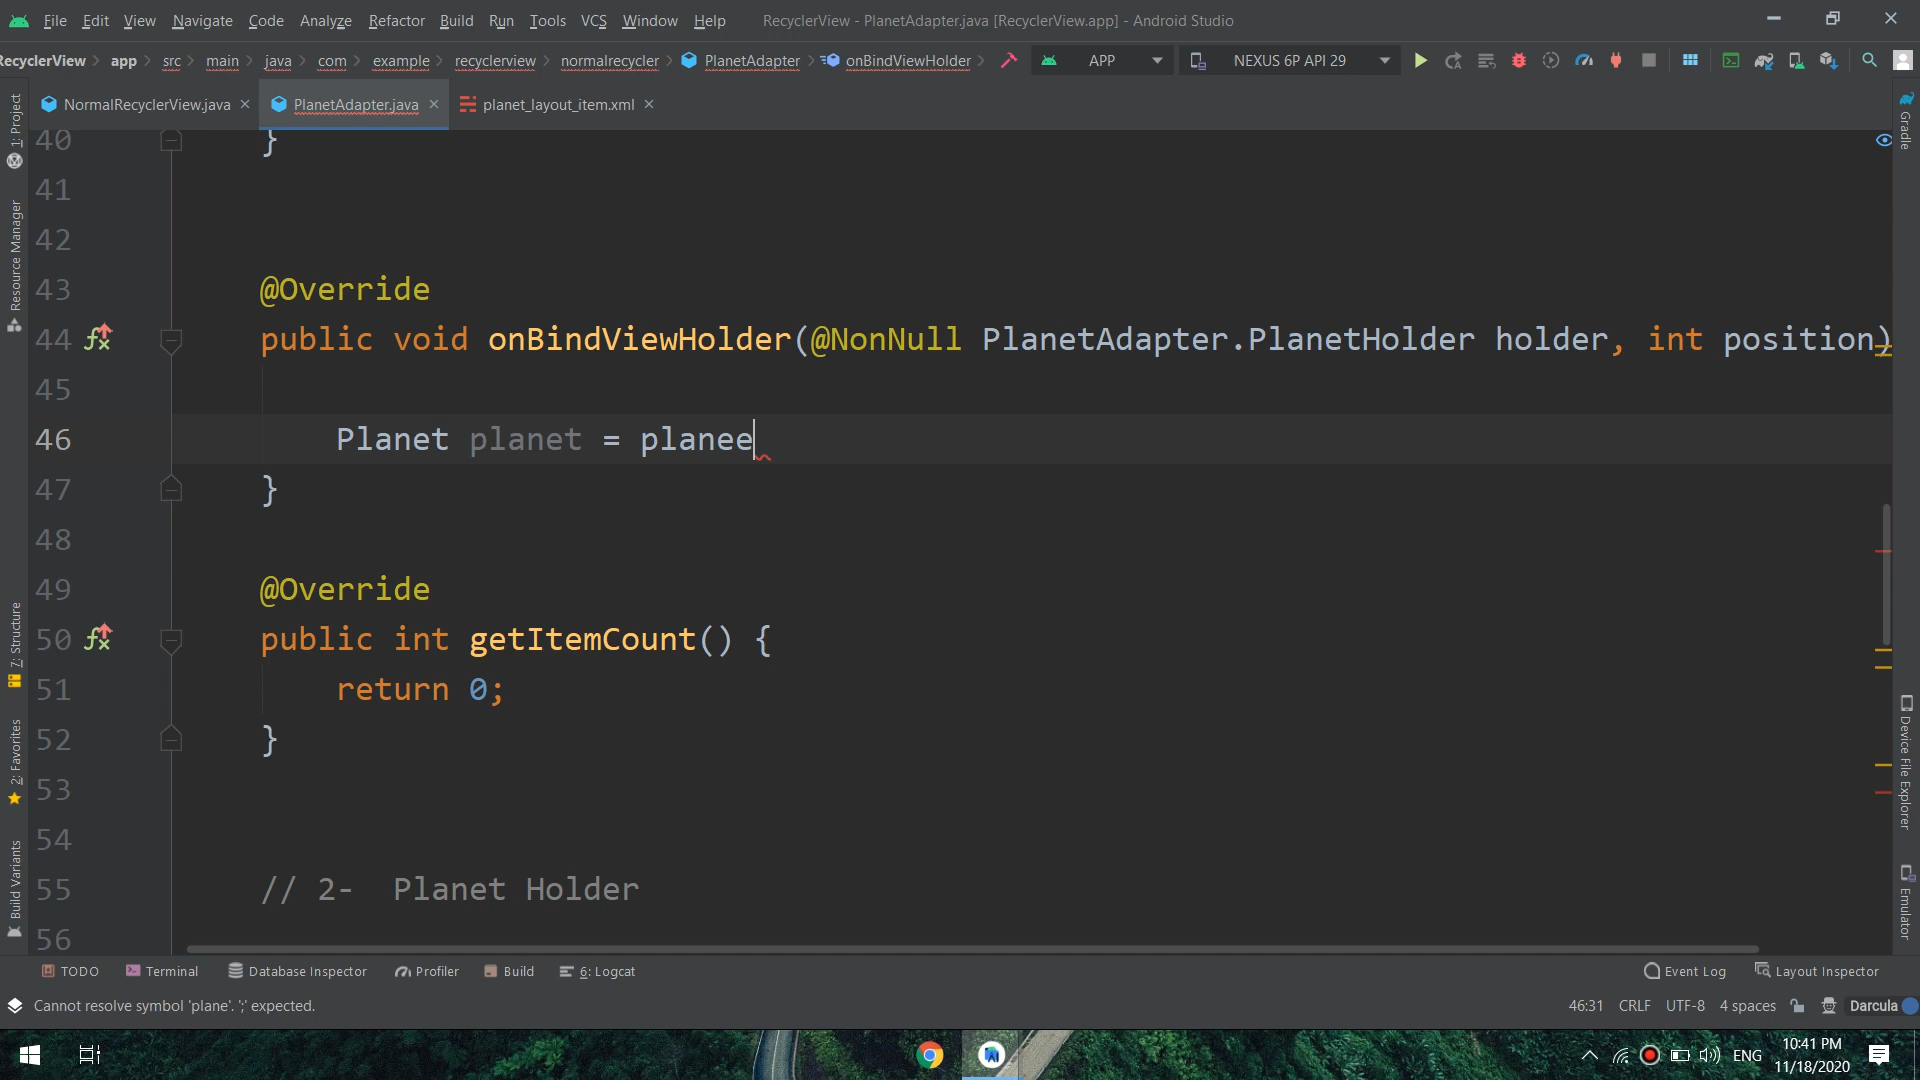 File Edit View Navigate Code Analyze Refactor Build Run Tools VCS Window Help RecyclerView - PlanetAdapter.java [RecyclerView.app] - Android Studio
RecyclerView app src main java com example recyclerview normalrecycler PlanetAdapter onBindViewHolder APP NEXUS 6P API 29
NormalRecyclerView.java PlanetAdapter.java planet_layout_item.xml
1: Project
Resource Manager
7: Structure
2: Favorites
Build Variants
40 }
41
42
43 @Override
44 public void onBindViewHolder(@NonNull PlanetAdapter.PlanetHolder holder, int position)
45
46 Planet planet = planee
47 }
48
49 @Override
50 public int getItemCount() {
51 return 0;
52 }
53
54
55 // 2- Planet Holder
56
Gradle
Device File Explorer
Emulator
TODO Terminal Database Inspector Profiler Build 6: Logcat Event Log Layout Inspector
Cannot resolve symbol 'plane'. ';' expected. 46:31 CRLF UTF-8 4 spaces Darcula
ENG 10:41 PM
11/18/2020